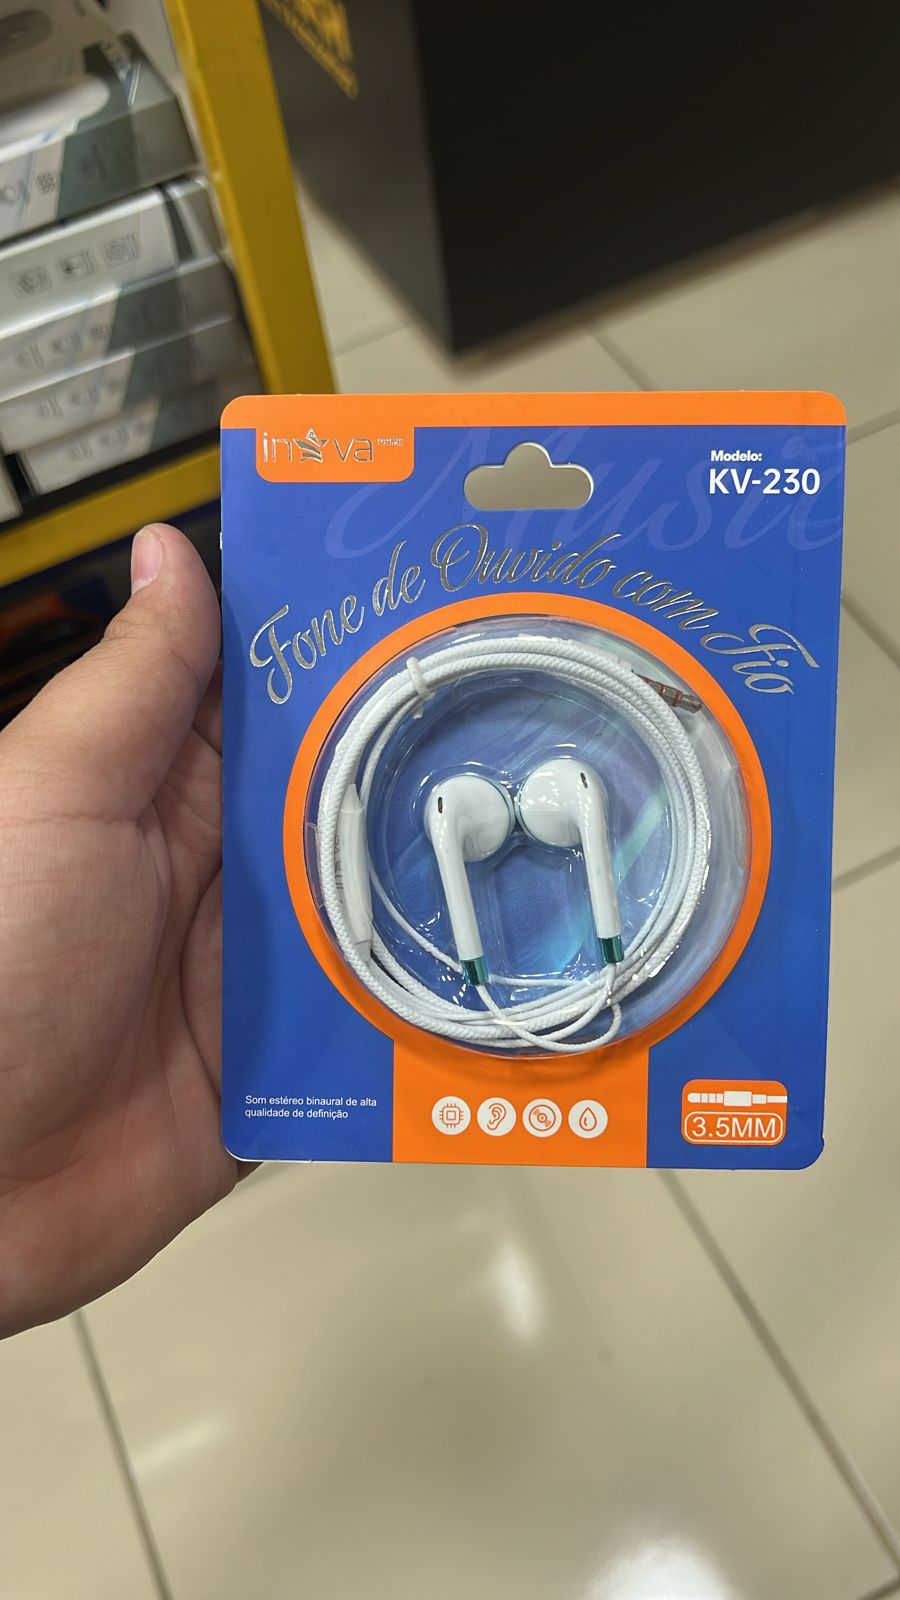 inova PRIME
Modelo:
KV-230
Music
Fone de Ouvido com Fio
Som estéreo binaural de alta
qualidade de definição
3.5MM